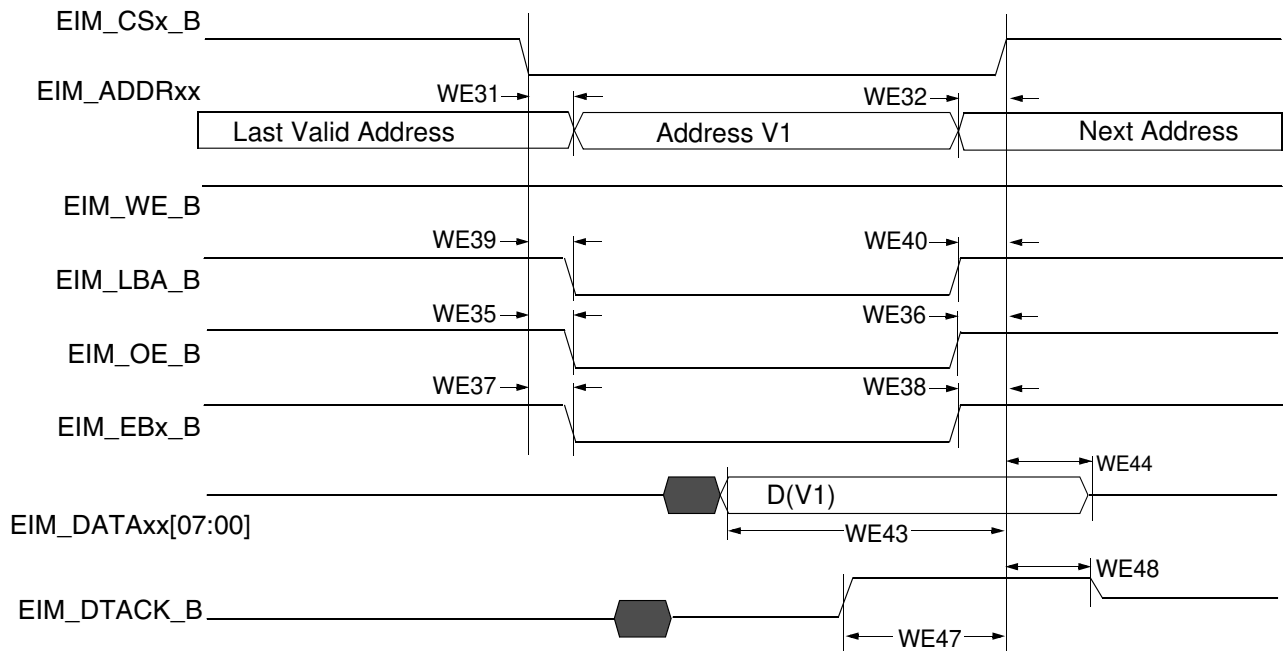 EIM_CSx_B
EIM_ADDRxx
WE31
WE32
Last Valid Address
Address V1
Next Address
EIM_WE_B
WE39
WE40
EIM_LBA_B
WE35
WE36
EIM_OE_B
WE37
WE38
EIM_EBx_B
WE44
D(V1)
EIM_DATAxx[07:00]
WE43
WE48
EIM_DTACK_B
WE47